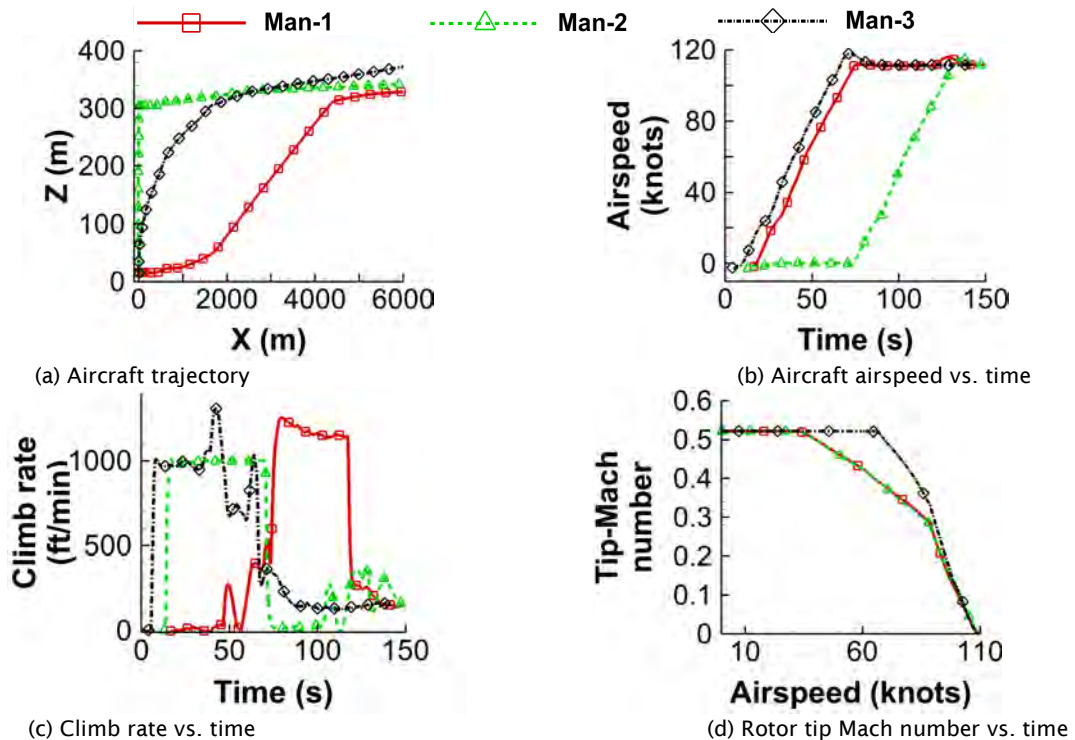 Man-1 Man-2 Man-3
400
300
200
100
0
Z (m)
0 2000 4000 6000
X (m)
(a) Aircraft trajectory
120
80
40
0
Airspeed
(knots)
0 50 100 150
Time (s)
(b) Aircraft airspeed vs. time
1000
500
0
Climb rate
(ft/min)
0 50 100 150
Time (s)
(c) Climb rate vs. time
0.6
0.5
0.4
0.3
0.2
0.1
0
Tip-Mach
number
10 60 110
Airspeed (knots)
(d) Rotor tip Mach number vs. time